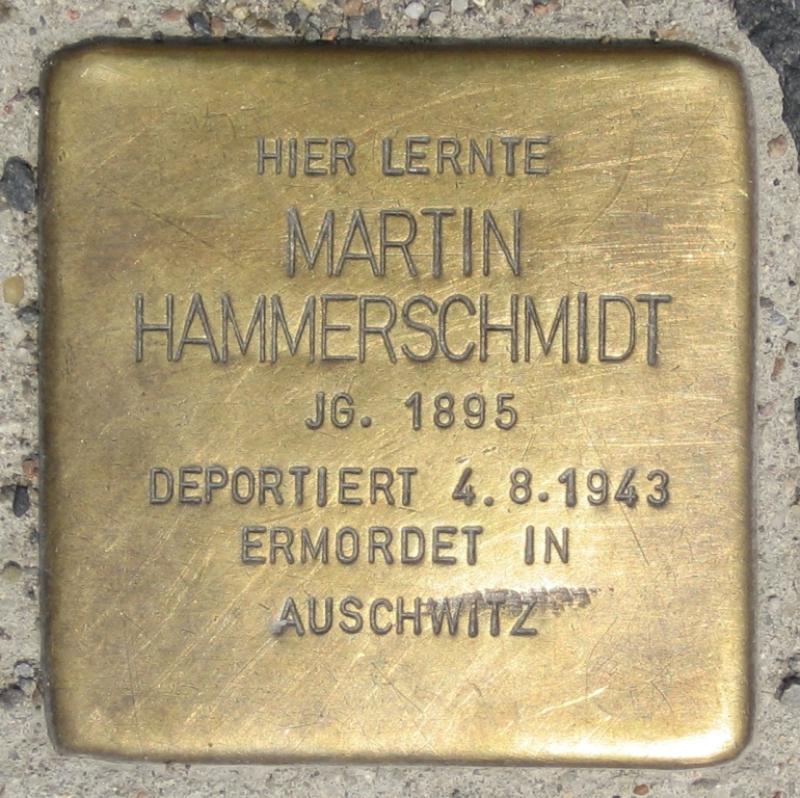 HIER LERNTE
MARTIN
HAMMERSCHMIDT
JG. 1895
DEPORTIERT 4.8.1943
ERMORDET IN
AUSCHWITZ